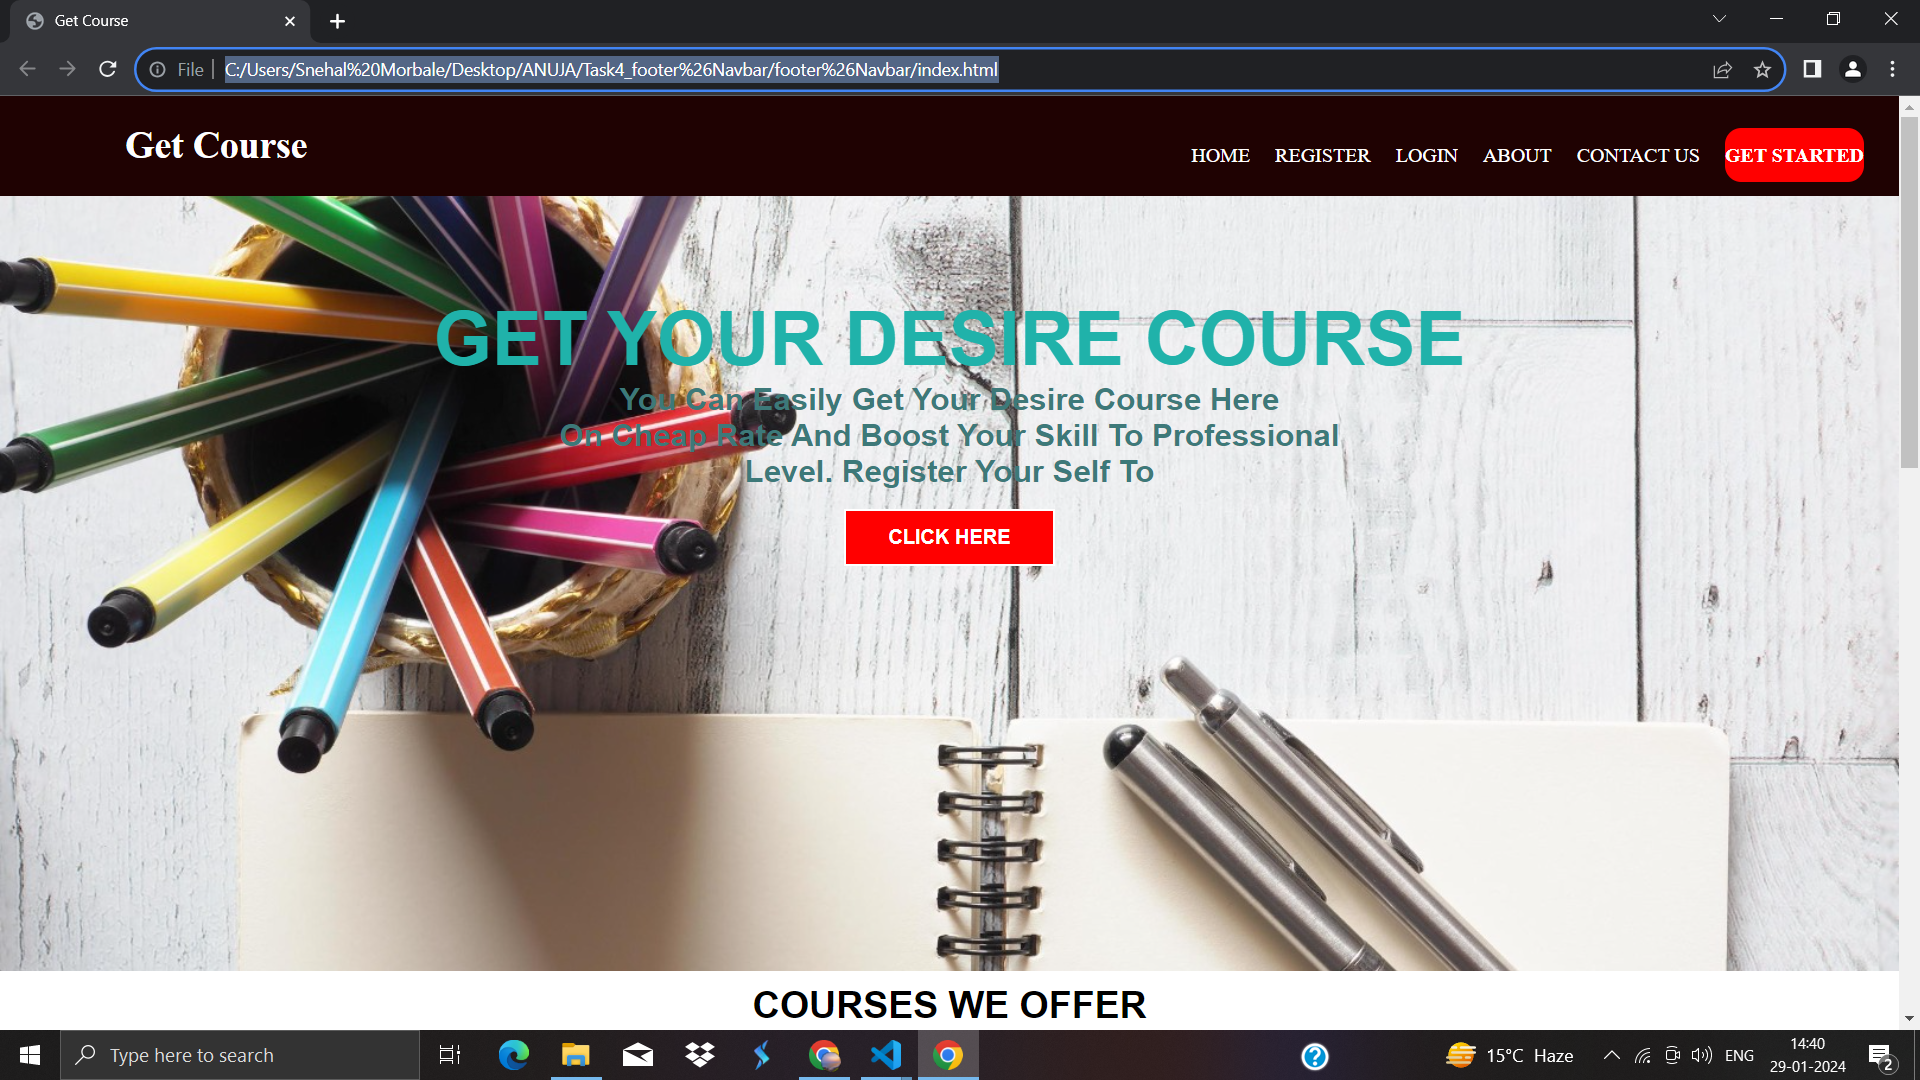 Get Course
File
C:/Users/Snehal%20Morbale/Desktop/ANUJA/Task4_footer%26Navbar/footer%26Navbar/index.html
Get Course
HOME REGISTER LOGIN ABOUT CONTACT US GET STARTED
GET YOUR DESIRE COURSE
You Can Easily Get Your Desire Course Here
On Cheap Rate And Boost Your Skill To Professional
Level. Register Your Self To
CLICK HERE
COURSES WE OFFER
Type here to search
15°C Haze
ENG
14:40
29-01-2024
2